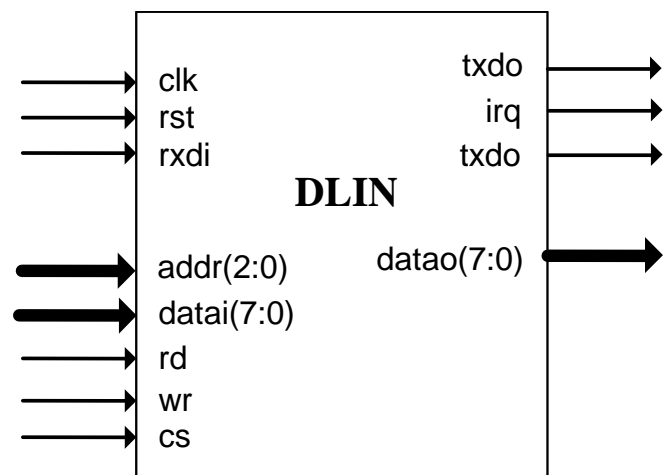 clk
rst
rxdi
txdo
irq
txdo
DLIN
addr(2:0)
datai(7:0)
rd
wr
cs
datao(7:0)